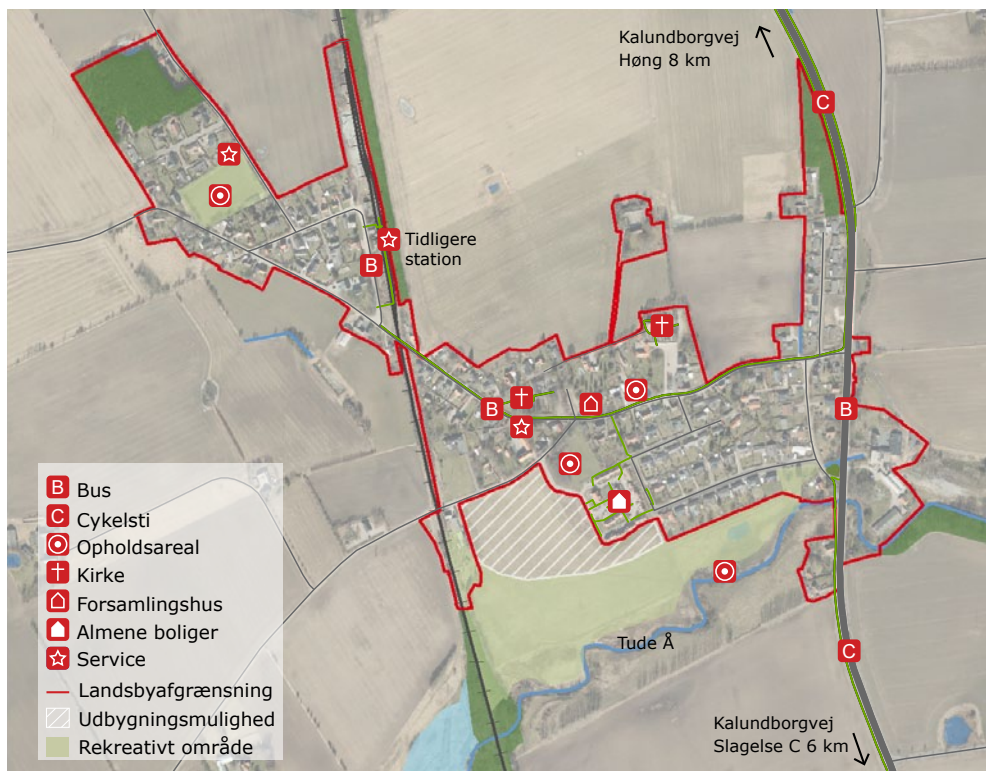 Kalundborgvej
Høng 8 km
C
B
Tidligere
station
B
B
B
Bus
C
Cykelsti
Opholdsareal
Kirke
Forsamlingshus
Almene boliger
Service
Landsbyafgrænsning
Udbygningsmulighed
Rekreativt område
Tude Å
C
Kalundborgvej
Slagelse C 6 km